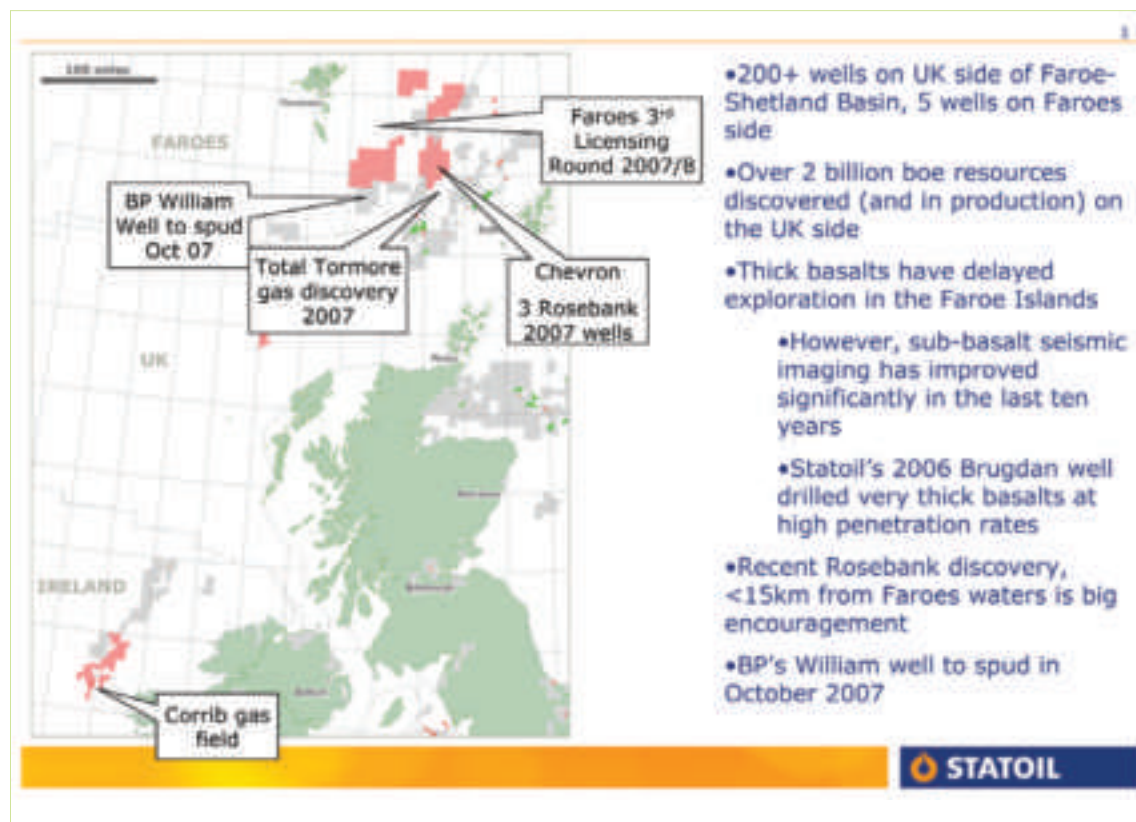 1
100 miles
FAROES
Faroes 3rd
Licensing
Round 2007/8
BP William
Well to spud
Oct 07
Total Tormore
gas discovery
2007
Chevron
3 Rosebank
2007 wells
UK
IRELAND
Corrib gas
field
•200+ wells on UK side of Faroe-
Shetland Basin, 5 wells on Faroes
side
•Over 2 billion boe resources
discovered (and in production) on
the UK side
•Thick basalts have delayed
exploration in the Faroe Islands
•However, sub-basalt seismic
imaging has improved
significantly in the last ten
years
•Statoil's 2006 Brugdan well
drilled very thick basalts at
high penetration rates
•Recent Rosebank discovery,
<15km from Faroes waters is big
encouragement
•BP's William well to spud in
October 2007
STATOIL